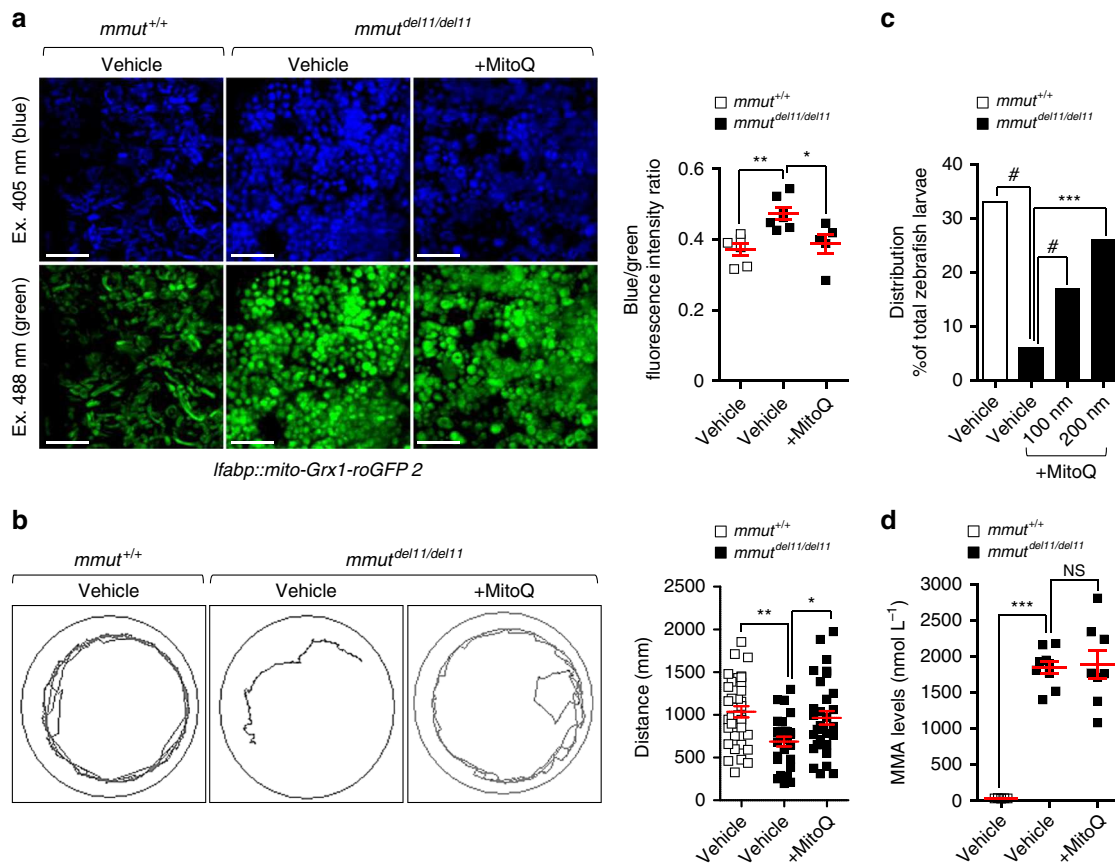 a
mmut+/+
mmutdel11/del11
Vehicle
Vehicle
+MitoQ
Ex. 405 nm (blue)
Ex. 488 nm (green)
lfabp::mito-Grx1-roGFP 2
mmut+/+
mmutdel11/del11
Blue/green
fluorescence intensity ratio
0.6
0.4
0.2
0
**
*
Vehicle
Vehicle
+MitoQ
c
mmut+/+
mmutdel11/del11
Distribution
%of total zebrafish larvae
40
30
20
10
0
#
***
#
Vehicle
Vehicle
100 nm
200 nm
+MitoQ
b
mmut+/+
mmutdel11/del11
Vehicle
Vehicle
+MitoQ
mmut+/+
mmutdel11/del11
Distance (mm)
2500
2000
1500
1000
500
0
**
*
Vehicle
Vehicle
+MitoQ
d
mmut+/+
mmutdel11/del11
MMA levels (nmol L−1)
3000
2500
2000
1500
1000
500
0
***
NS
Vehicle
Vehicle
+MitoQ